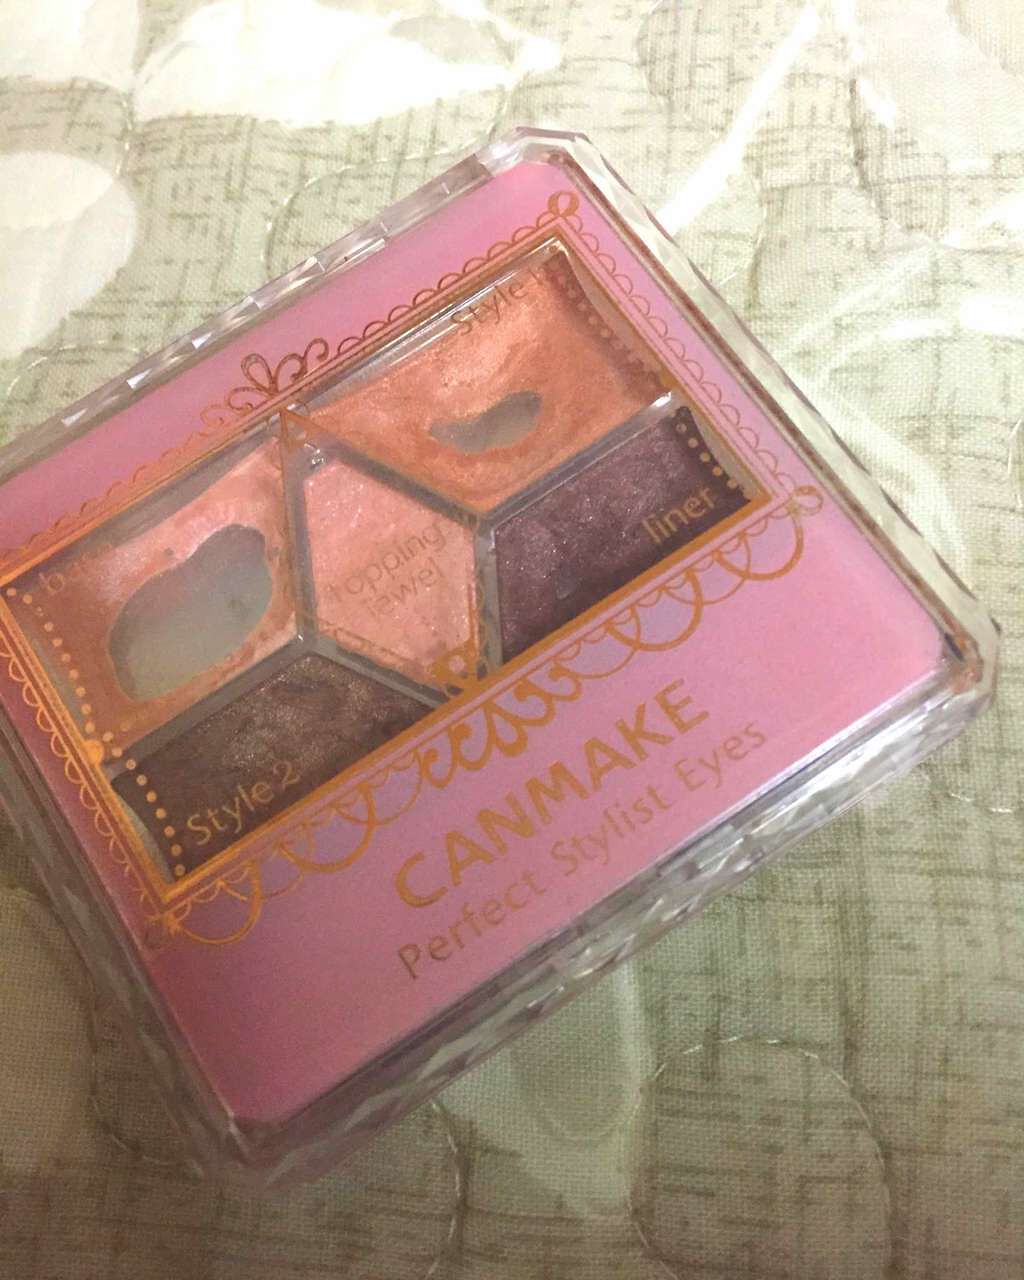 Style 1
base
topping
jewel
liner
Style 2
CANMAKE
Perfect Stylist Eyes